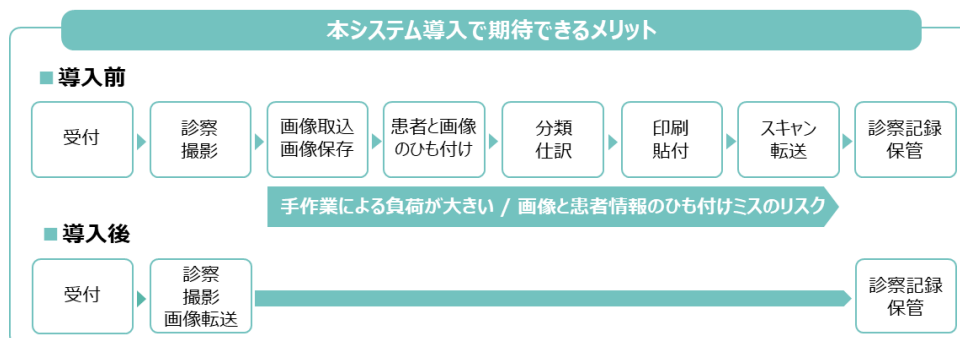 本システム導入で期待できるメリット
■導入前
受付
診察
撮影
画像取込
画像保存
患者と画像
のひも付け
分類
仕訳
印刷
貼付
スキャン
転送
診察記録
保管
手作業による負荷が大きい / 画像と患者情報のひも付けミスのリスク
■導入後
受付
診察
撮影
画像転送
診察記録
保管